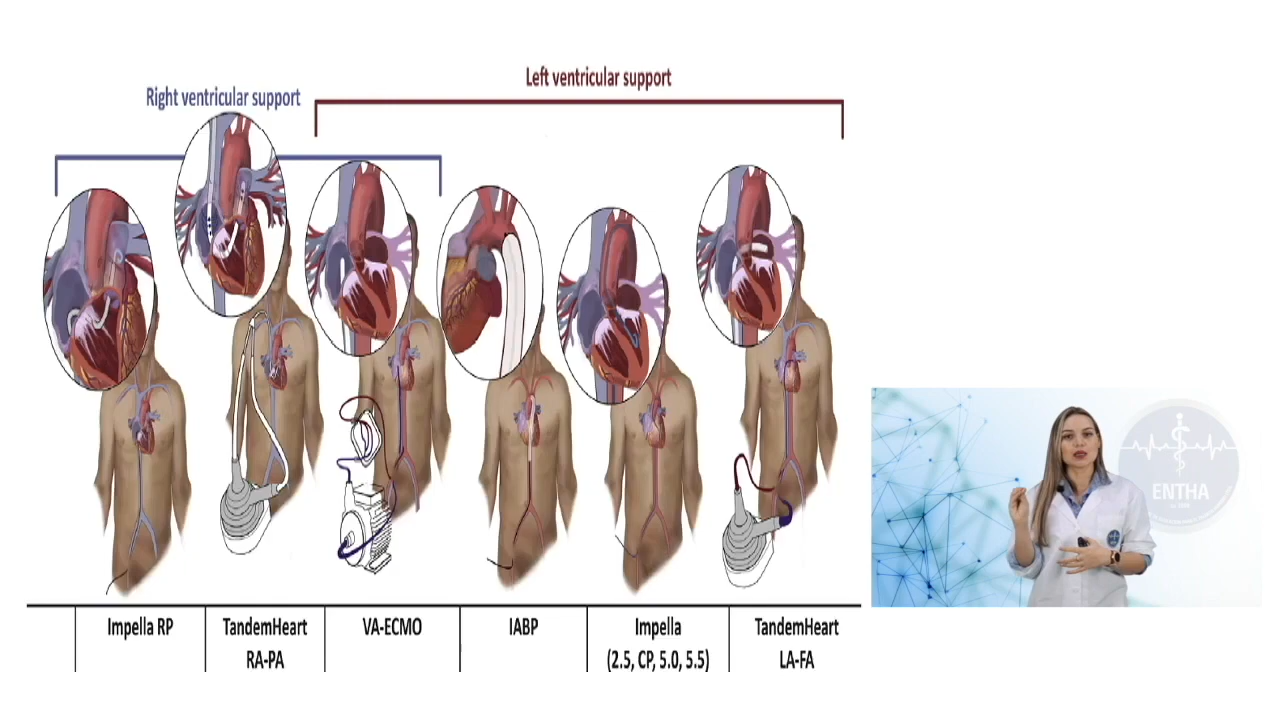 Left ventricular support
Right ventricular support
Impella RP
TandemHeart
RA-PA
VA-ECMO
IABP
Impella
(2.5, CP, 5.0, 5.5)
TandemHeart
LA-FA
ENTHA